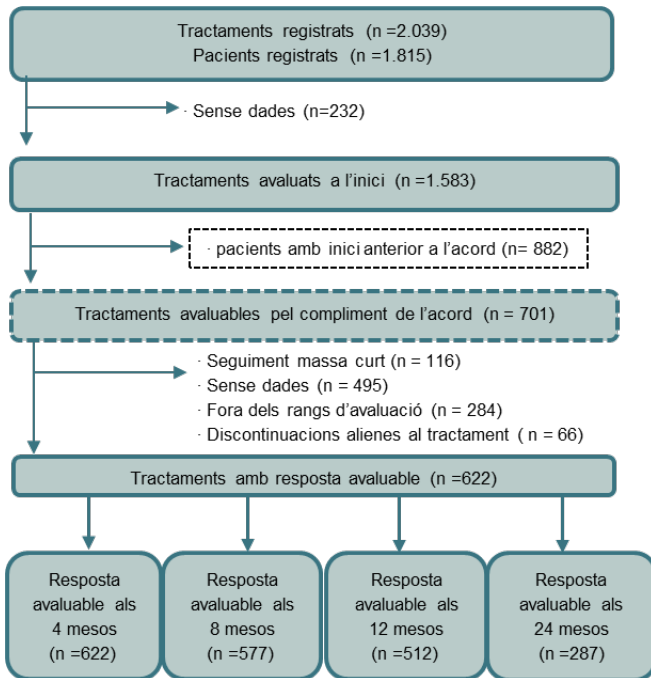 Tractaments registrats (n =2.039)
Pacients registrats (n =1.815)
· Sense dades (n=232)
Tractaments avaluats a l'inici (n =1.583)
· pacients amb inici anterior a l'acord (n= 882)
Tractaments avaluables pel compliment de l'acord (n = 701)
· Seguiment massa curt (n = 116)
· Sense dades (n = 495)
· Fora dels rangs d'avaluació (n = 284)
· Discontinuacions alienes al tractament ( n = 66)
Tractaments amb resposta avaluable (n =622)
Resposta
avaluable als
4 mesos
(n =622)
Resposta
avaluable als
8 mesos
(n =577)
Resposta
avaluable als
12 mesos
(n =512)
Resposta
avaluable als
24 mesos
(n =287)